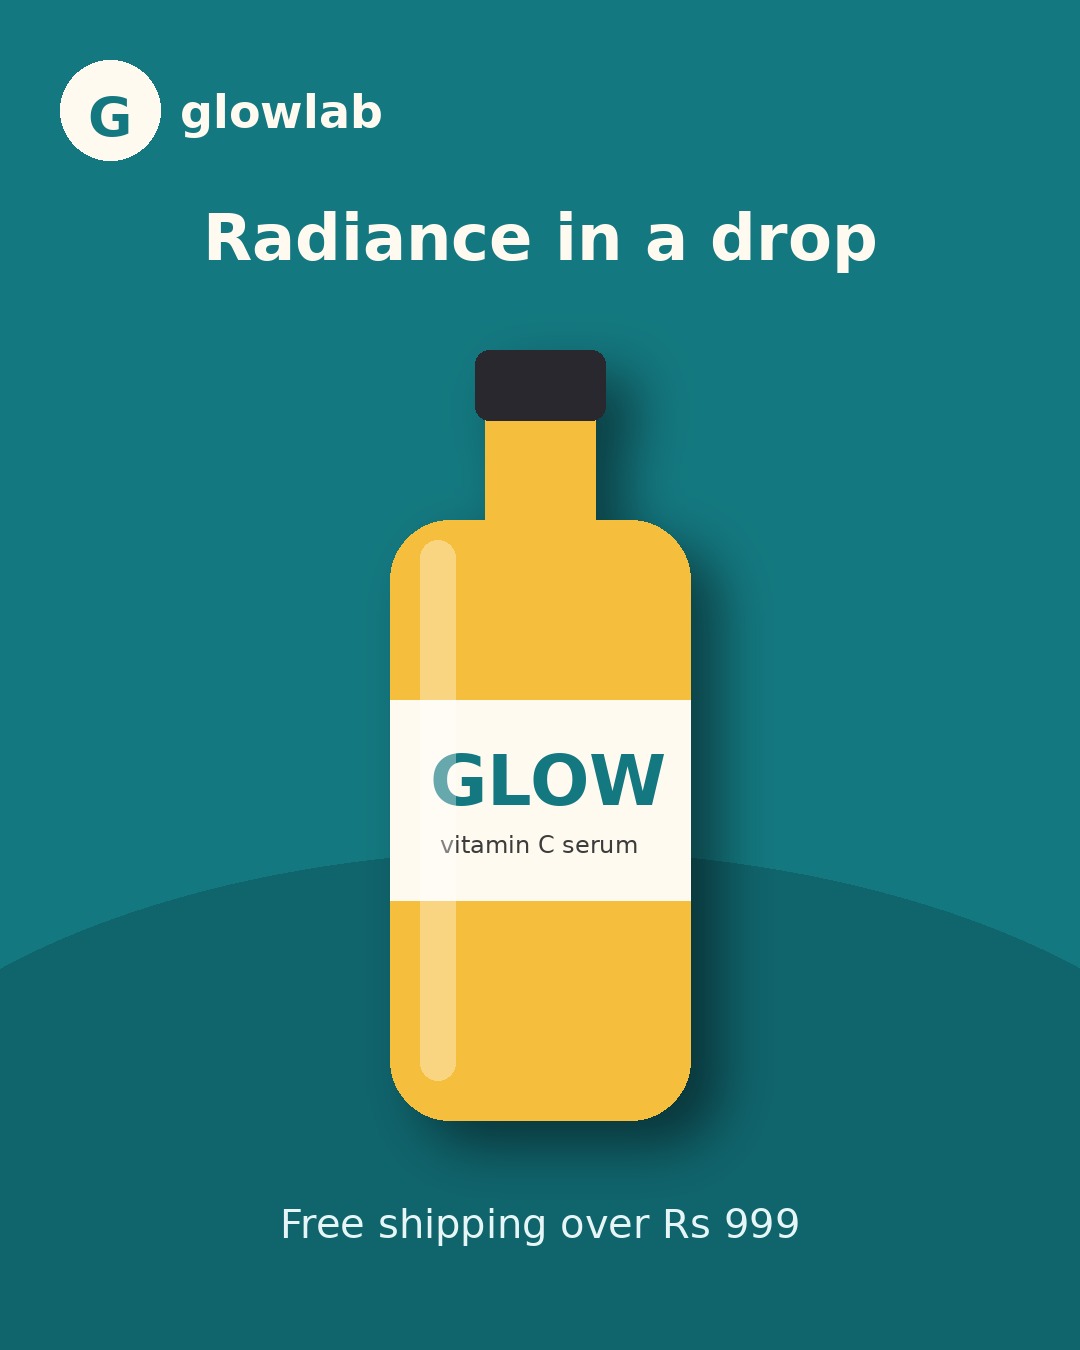 G glowlab
Radiance in a drop
GLOW
vitamin C serum
Free shipping over Rs 999